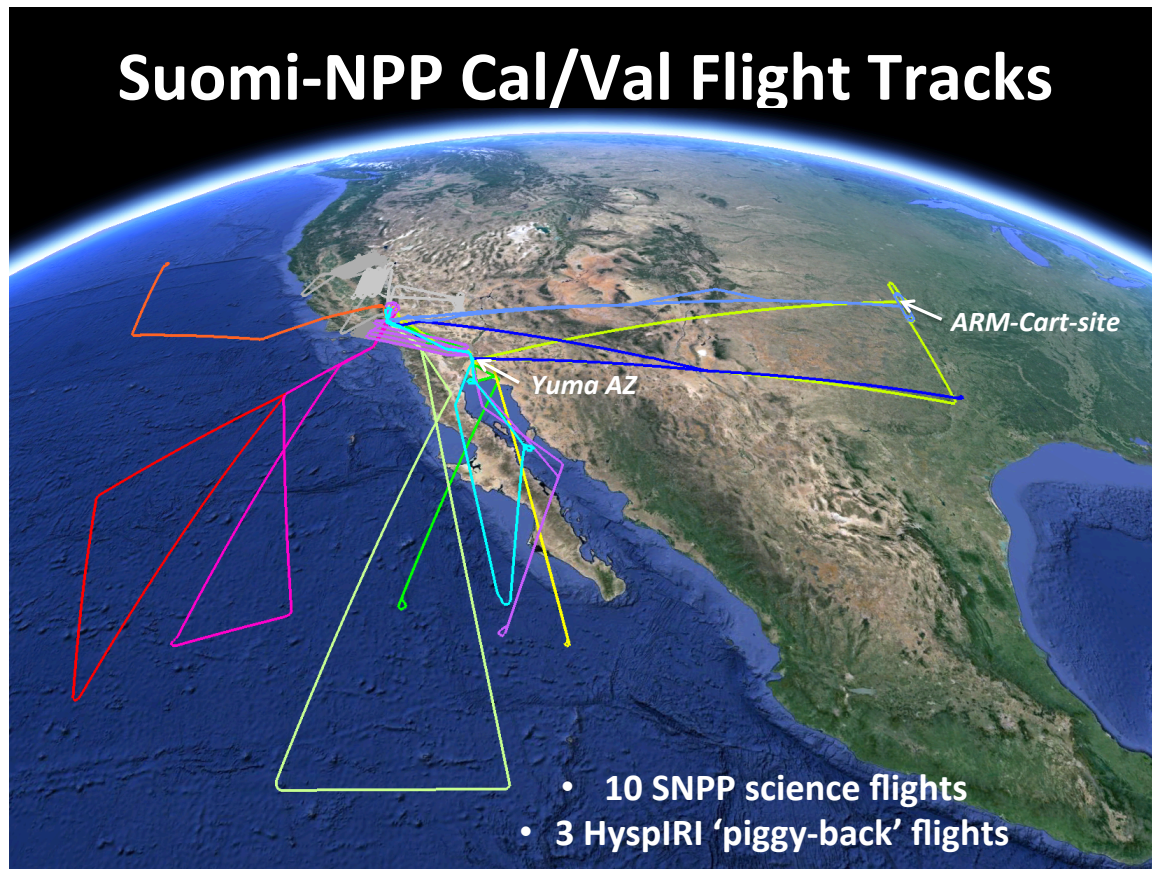 Suomi-NPP Cal/Val Flight Tracks
ARM-Cart-site
Yuma AZ
• 10 SNPP science flights
• 3 HyspIRI ‘piggy-back’ flights